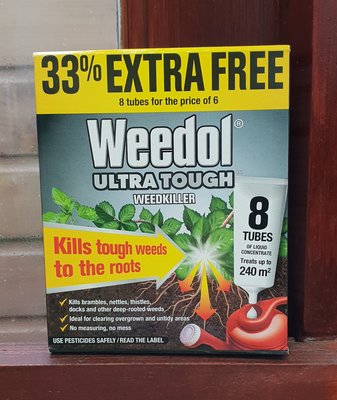 33% EXTRA FREE
8 tubes for the price of 6
Weedol®
ULTRA TOUGH
WEEDKILLER
Kills tough weeds
to the roots
8
TUBES
OF LIQUID
CONCENTRATE
Treats up to
240 m²
✓ Kills brambles, nettles, thistles,
docks and other deep-rooted weeds
✓ Ideal for clearing overgrown and untidy areas
✓ No measuring, no mess
USE PESTICIDES SAFELY / READ THE LABEL